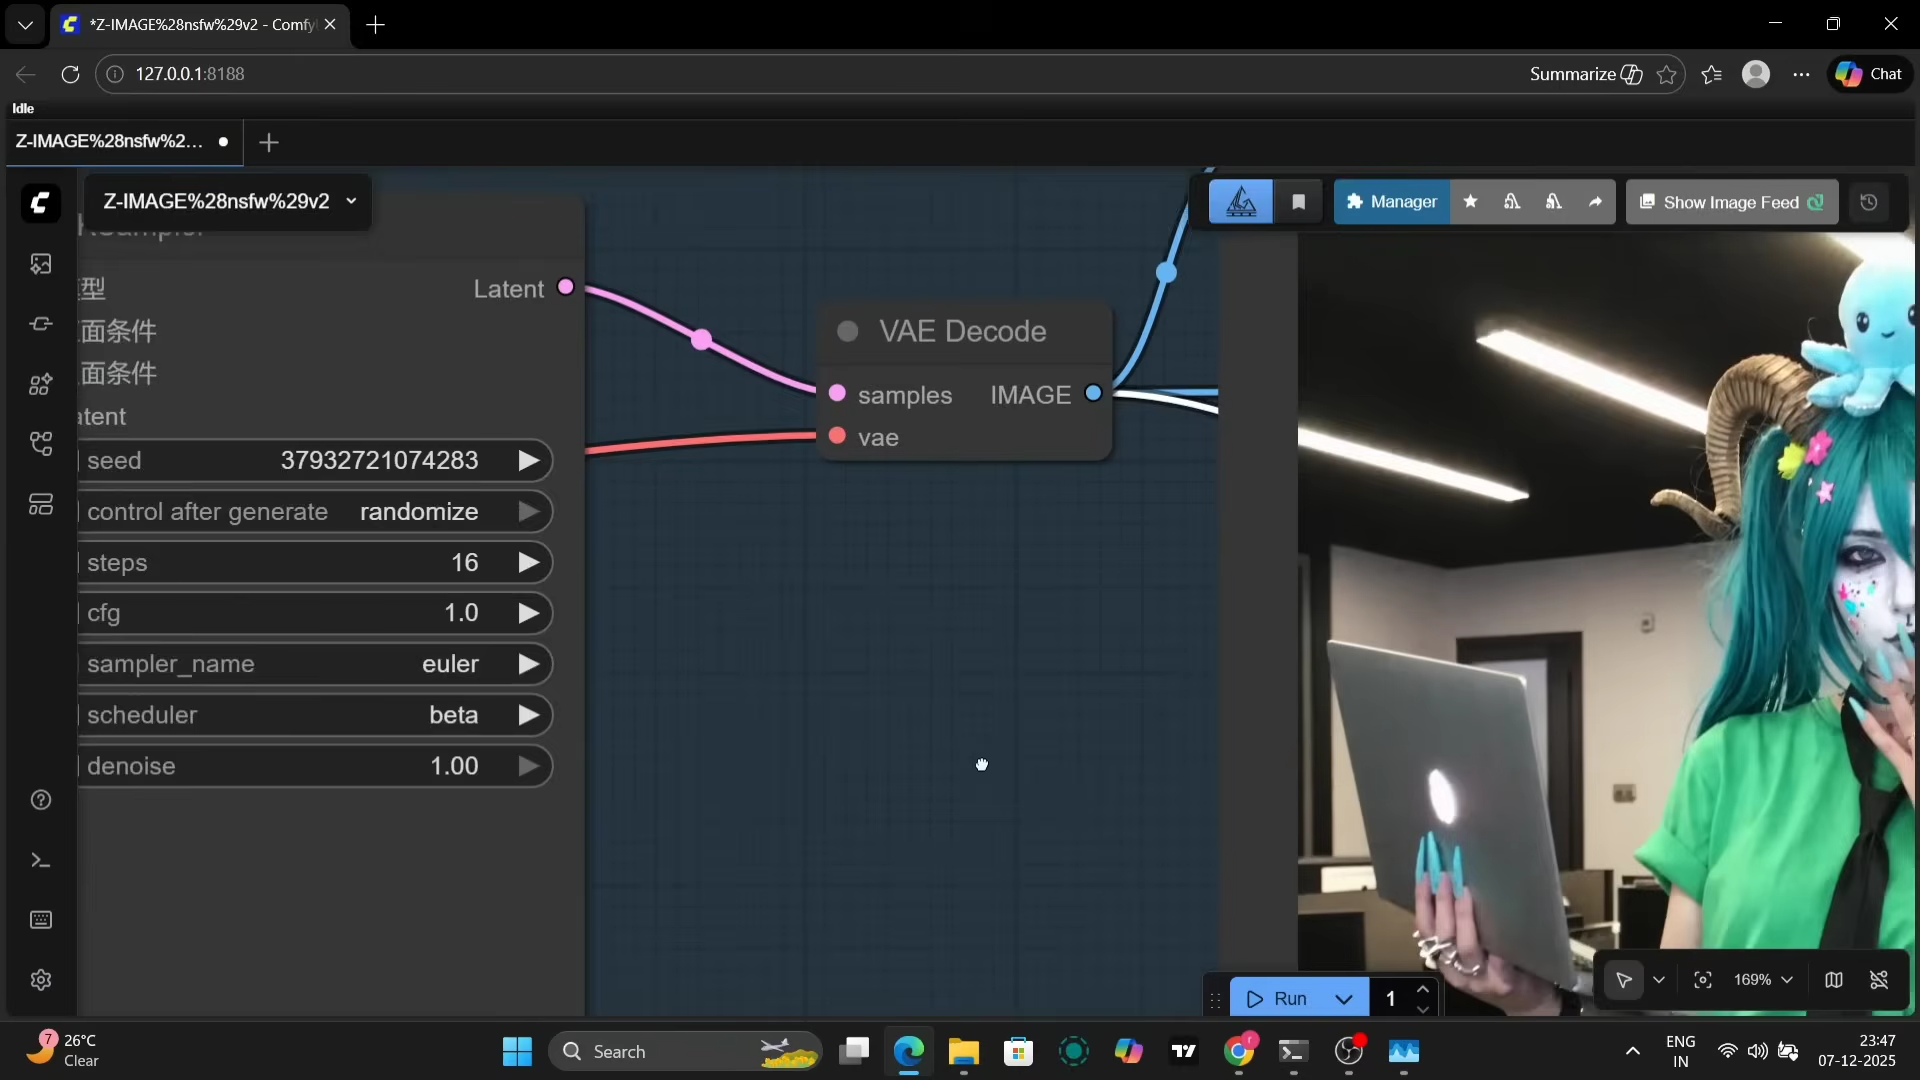 *Z-IMAGE%28nsfw%29v2 - Comfy
127.0.0.1:8188
Summarize
Chat
Idle
Z-IMAGE%28nsfw%2...
Z-IMAGE%28nsfw%29v2
Manager
Show Image Feed
型
Latent
面条件
面条件
atent
VAE Decode
samples
IMAGE
vae
seed 37932721074283
control after generate randomize
steps 16
cfg 1.0
sampler_name euler
scheduler beta
denoise 1.00
169%
Run
1
7
26°C
Clear
Search
ENG
IN
23:47
07-12-2025